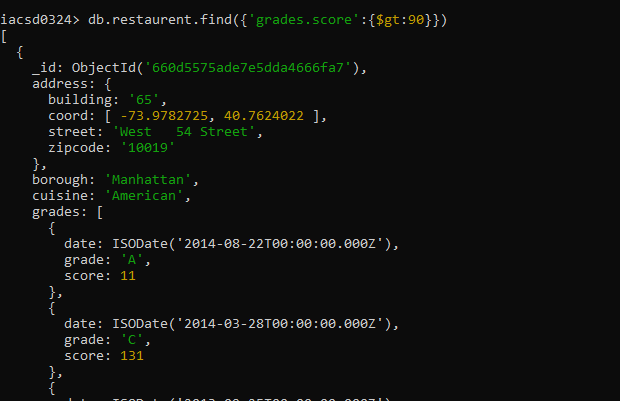 iacsd0324> db.restaurent.find({'grades.score':{$gt:90}})
[
  {
    _id: ObjectId('660d5575ade7e5dda4666fa7'),
    address: {
      building: '65',
      coord: [ -73.9782725, 40.7624022 ],
      street: 'West   54 Street',
      zipcode: '10019'
    },
    borough: 'Manhattan',
    cuisine: 'American',
    grades: [
      {
        date: ISODate('2014-08-22T00:00:00.000Z'),
        grade: 'A',
        score: 11
      },
      {
        date: ISODate('2014-03-28T00:00:00.000Z'),
        grade: 'C',
        score: 131
      },
      {